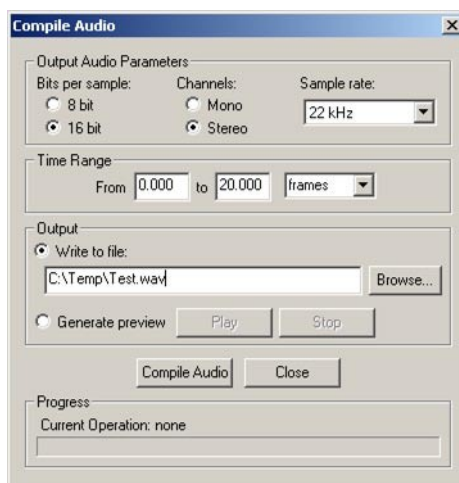 Compile Audio
Output Audio Parameters
Bits per sample: Channels: Sample rate:
8 bit Mono 22 kHz
16 bit Stereo
Time Range
From 0.000 to 20.000 frames
Output
Write to file:
C:\Temp\Test.wav Browse...
Generate preview Play Stop
Compile Audio Close
Progress
Current Operation: none